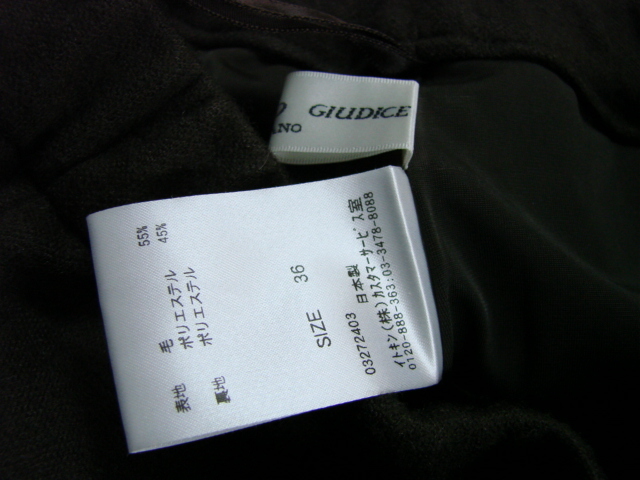 GIUDICE
ANO
表地 毛 55%
ポリエステル 45%
裏地 ポリエステル
SIZE 36
03272403 日本製
イトキン(株)カスタマーサービス室
0120-888-363:03-3478-8088